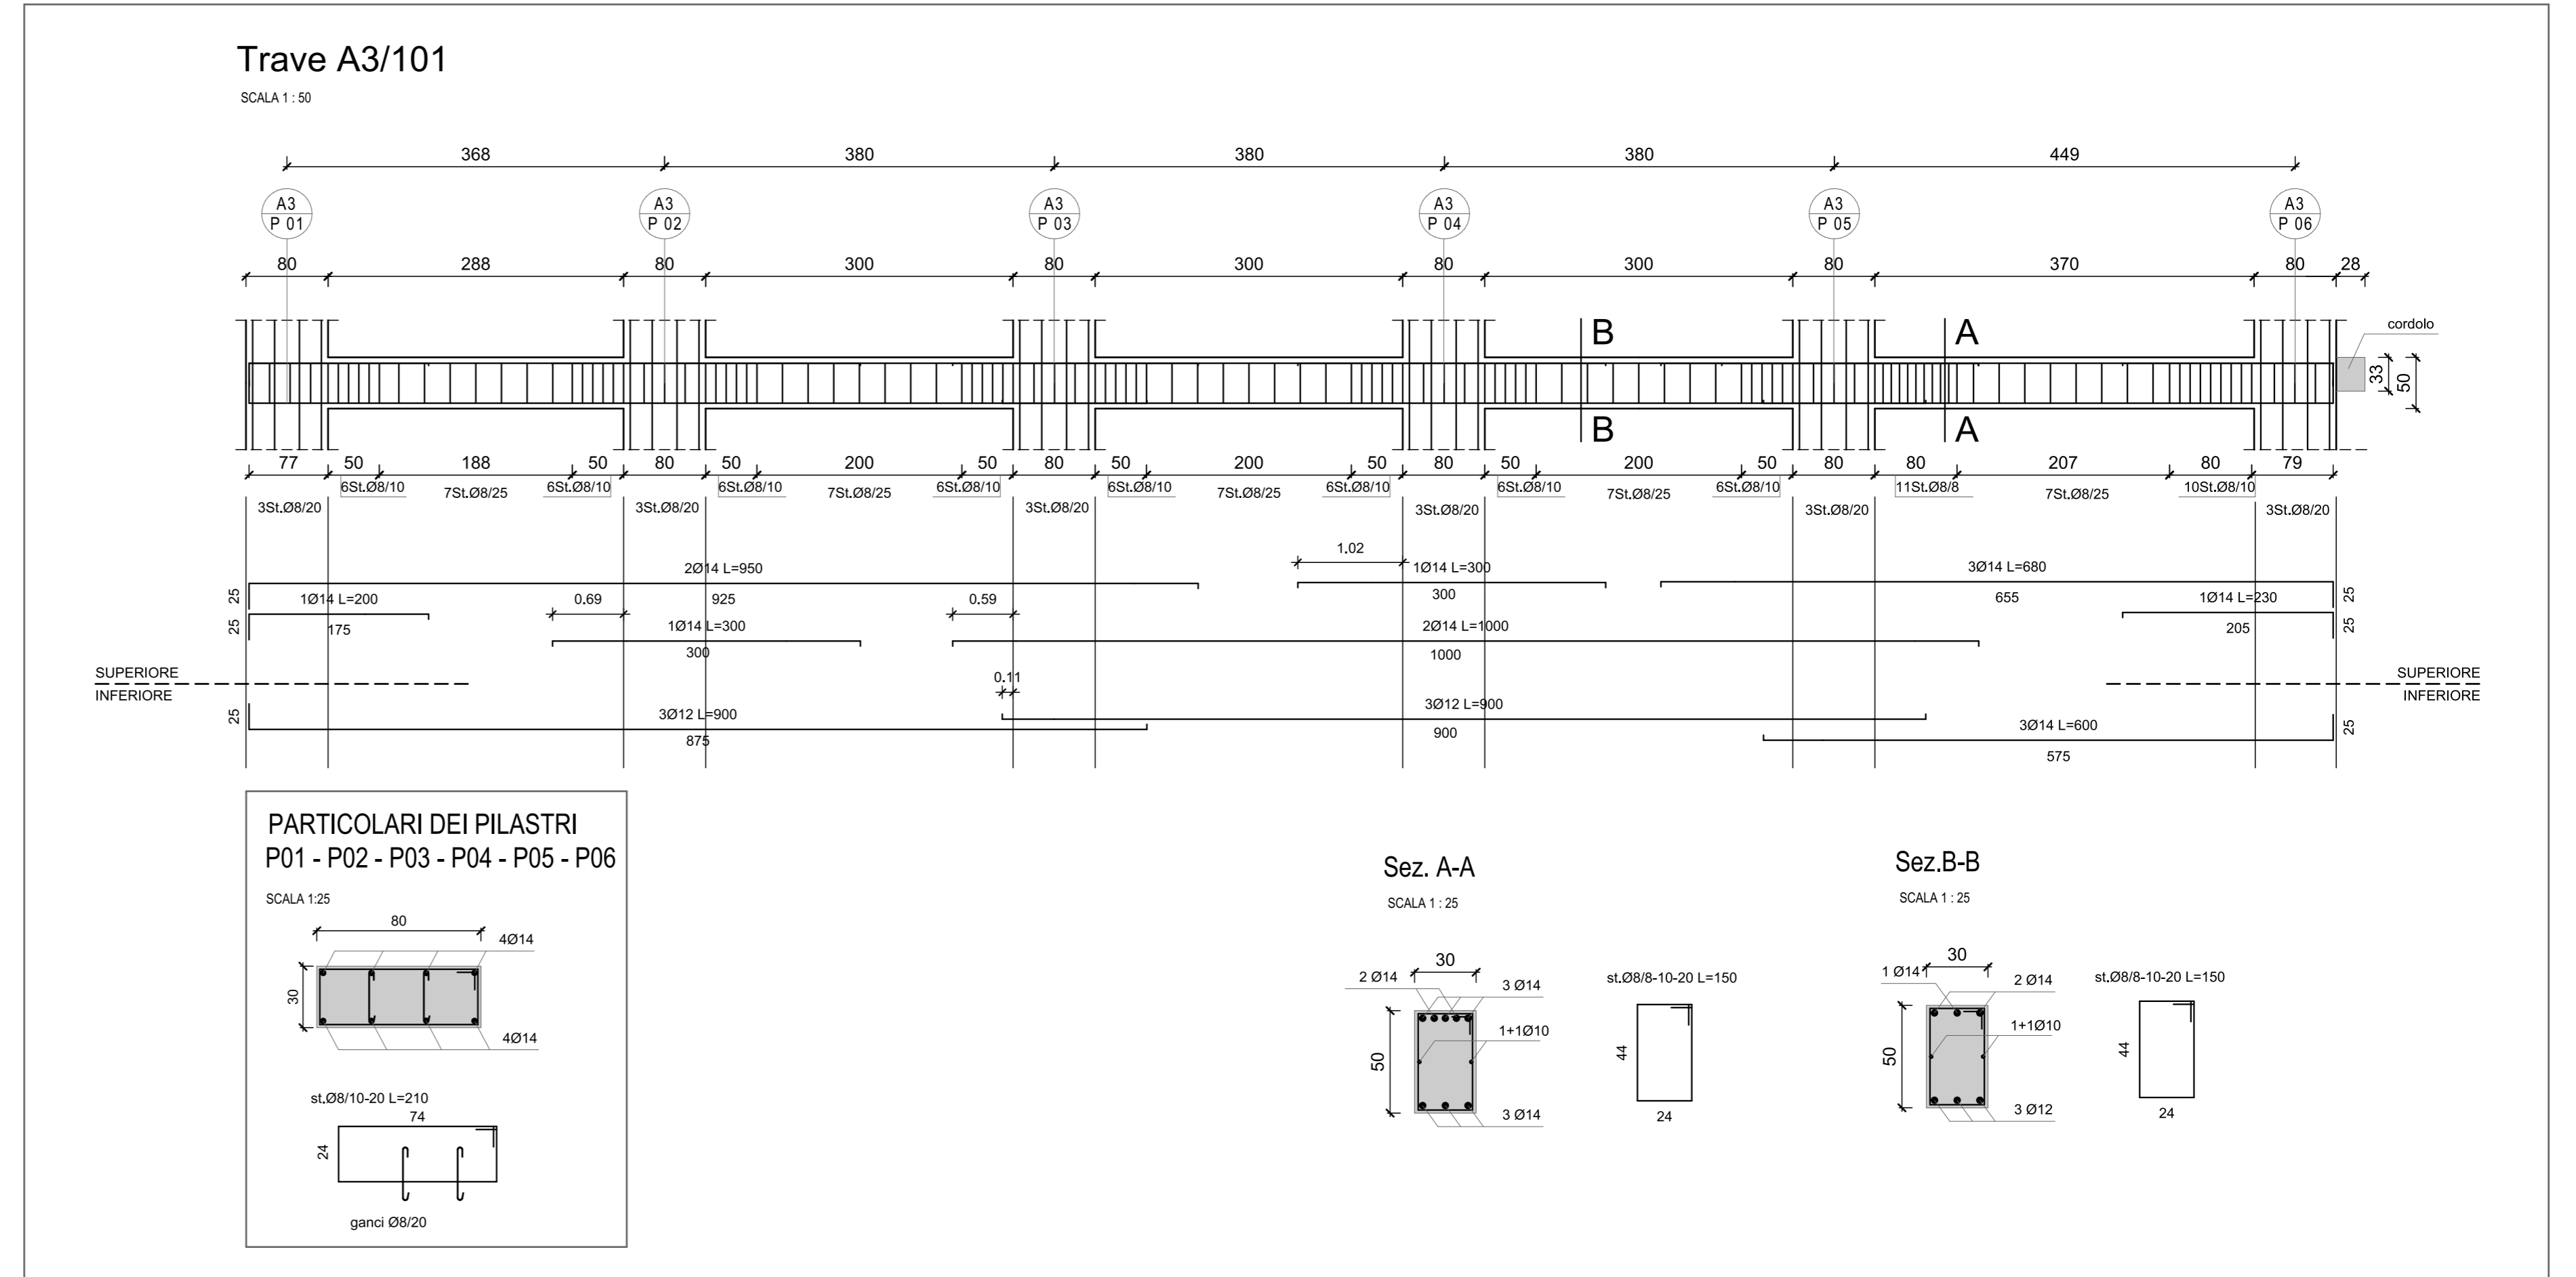 Trave A3/101
SCALA 1 : 50
368 380 380 380 449
A3 A3 A3 A3 A3 A3
P 01 P 02 P 03 P 04 P 05 P 06
80 288 80 300 80 300 80 300 80 370 80 28
cordolo
B A
33 50
B A
77 50 188 50 80 50 200 50 80 50 200 50 80 50 200 50 80 80 207 80 79
6St.Ø8/10 7St.Ø8/25 6St.Ø8/10 6St.Ø8/10 7St.Ø8/25 6St.Ø8/10 6St.Ø8/10 7St.Ø8/25 6St.Ø8/10 6St.Ø8/10 7St.Ø8/25 6St.Ø8/10 11St.Ø8/8 7St.Ø8/25 10St.Ø8/10
3St.Ø8/20 3St.Ø8/20 3St.Ø8/20 3St.Ø8/20 3St.Ø8/20 3St.Ø8/20
1.02
25 2Ø14 L=950 1Ø14 L=300 3Ø14 L=680 25
1Ø14 L=200 0.69 925 0.59 300 655 1Ø14 L=230
25 175 1Ø14 L=300 2Ø14 L=1000 205 25
300 1000
SUPERIORE 0.11 SUPERIORE
INFERIORE INFERIORE
25 3Ø12 L=900 3Ø12 L=900 3Ø14 L=600 25
875 900 575
PARTICOLARI DEI PILASTRI
P01 - P02 - P03 - P04 - P05 - P06
SCALA 1:25
80
4Ø14
30
4Ø14
st.Ø8/10-20 L=210
74
24
ganci Ø8/20
Sez. A-A
SCALA 1 : 25
30
2 Ø14 3 Ø14
1+1Ø10
50
3 Ø14
st.Ø8/8-10-20 L=150
44
24
Sez.B-B
SCALA 1 : 25
30
1 Ø14 2 Ø14
1+1Ø10
50
3 Ø12
st.Ø8/8-10-20 L=150
44
24